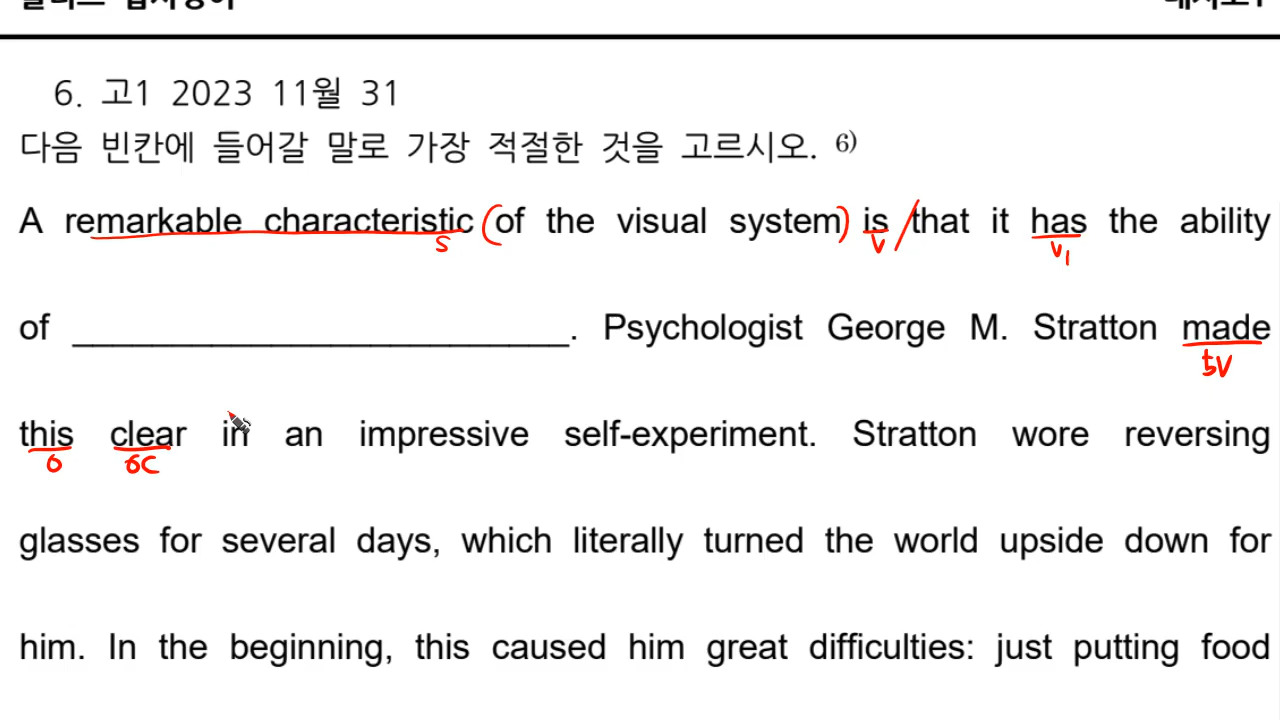 6. 고1 2023 11월 31
다음 빈칸에 들어갈 말로 가장 적절한 것을 고르시오. 6)
A remarkable characteristic (of the visual system) is / that it has the ability
S V V1
of ____________________. Psychologist George M. Stratton made
5V
this clear in an impressive self-experiment. Stratton wore reversing
O OC
glasses for several days, which literally turned the world upside down for
him. In the beginning, this caused him great difficulties: just putting food